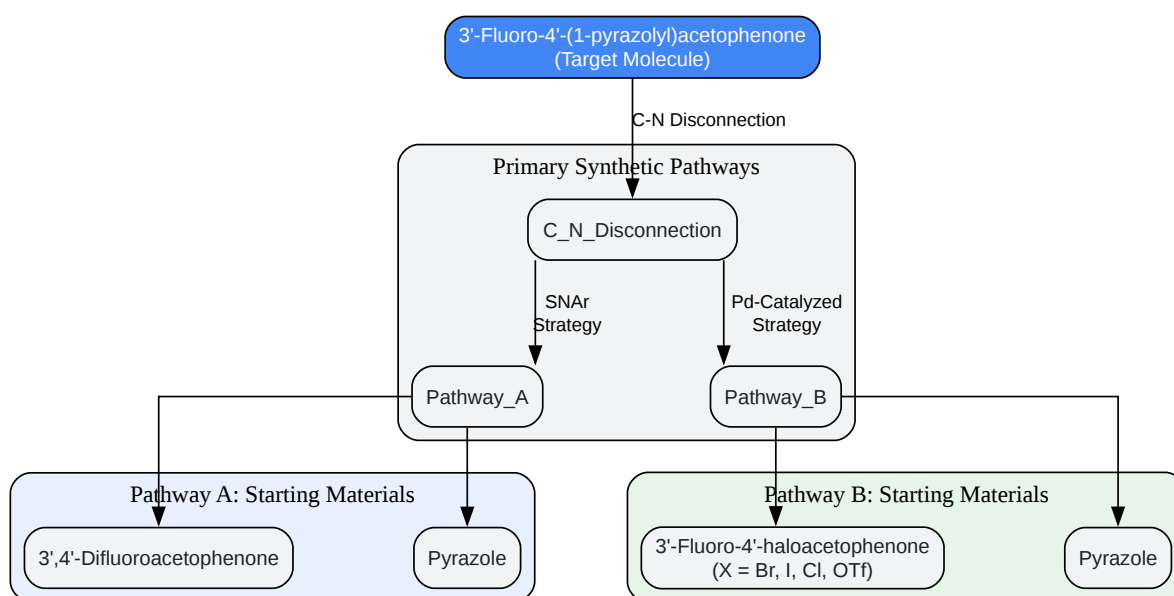 3'-Fluoro-4'-(1-pyrazolyl)acetophenone
(Target Molecule)
C-N Disconnection
Primary Synthetic Pathways
C_N_Disconnection
SNAr
Strategy
Pd-Catalyzed
Strategy
Pathway_A
Pathway_B
Pathway A: Starting Materials
3',4'-Difluoroacetophenone
Pyrazole
Pathway B: Starting Materials
3'-Fluoro-4'-haloacetophenone
(X = Br, I, Cl, OTf)
Pyrazole